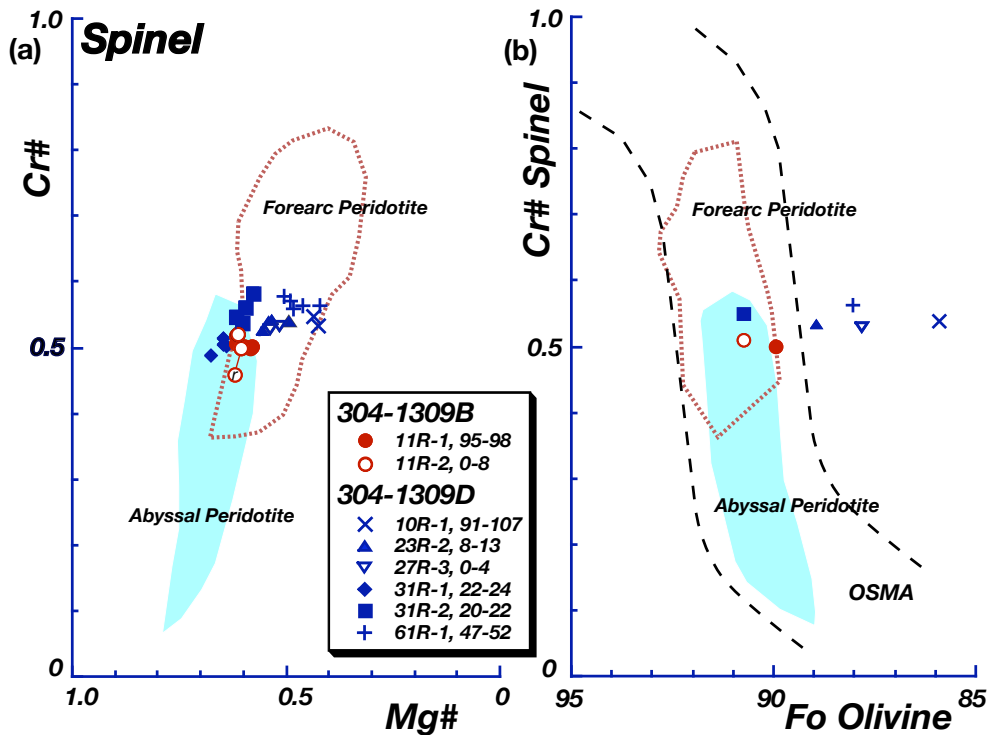 (a)
Spinel
1.0
Cr#
0.5
0
1.0
0.5
0
Mg#
Forearc Peridotite
Abyssal Peridotite
r
304-1309B
11R-1, 95-98
11R-2, 0-8
304-1309D
10R-1, 91-107
23R-2, 8-13
27R-3, 0-4
31R-1, 22-24
31R-2, 20-22
61R-1, 47-52
(b)
1.0
Cr# Spinel
0.5
0
95
90
85
Fo Olivine
Forearc Peridotite
Abyssal Peridotite
OSMA